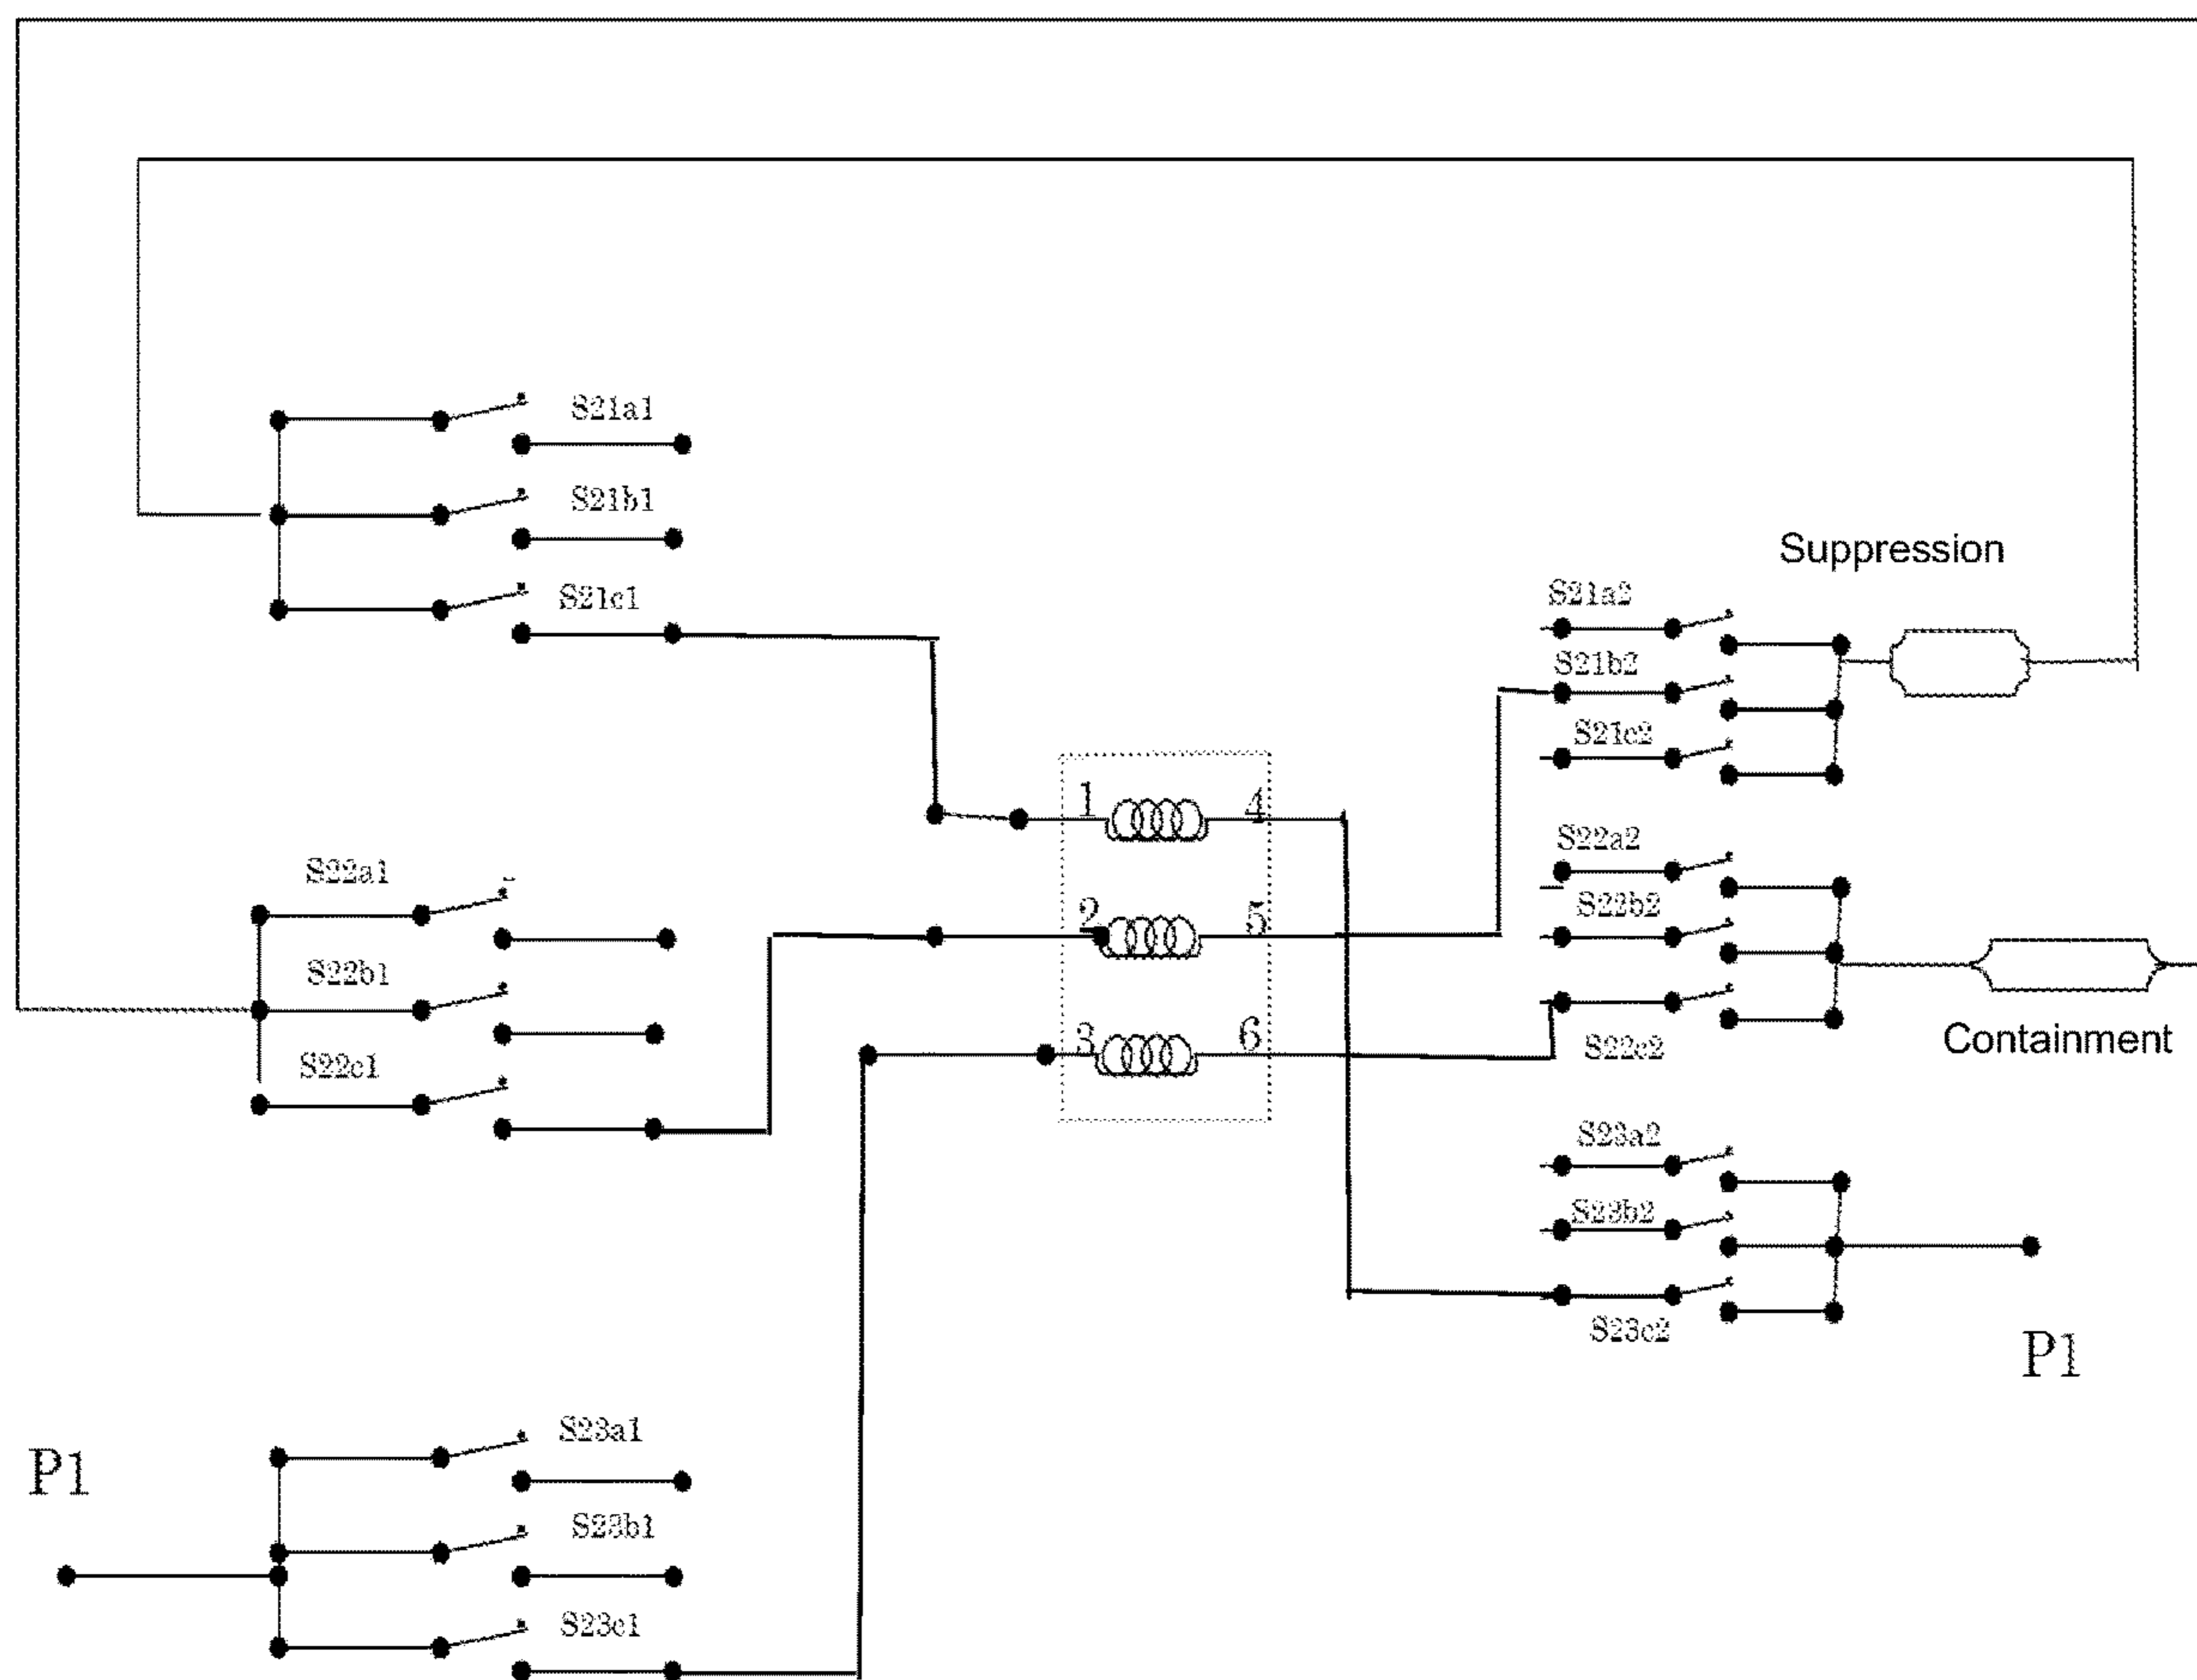 S21a1
S21b1
S21c1
Suppression
S21a2
S21b2
S21c2
1
4
S22a2
S22a1
S22b2
2
5
S22b1
3
6
S22c2
Containment
S22c1
S23a2
S23b2
S23c2
P1
S23a1
P1
S23b1
S23c1